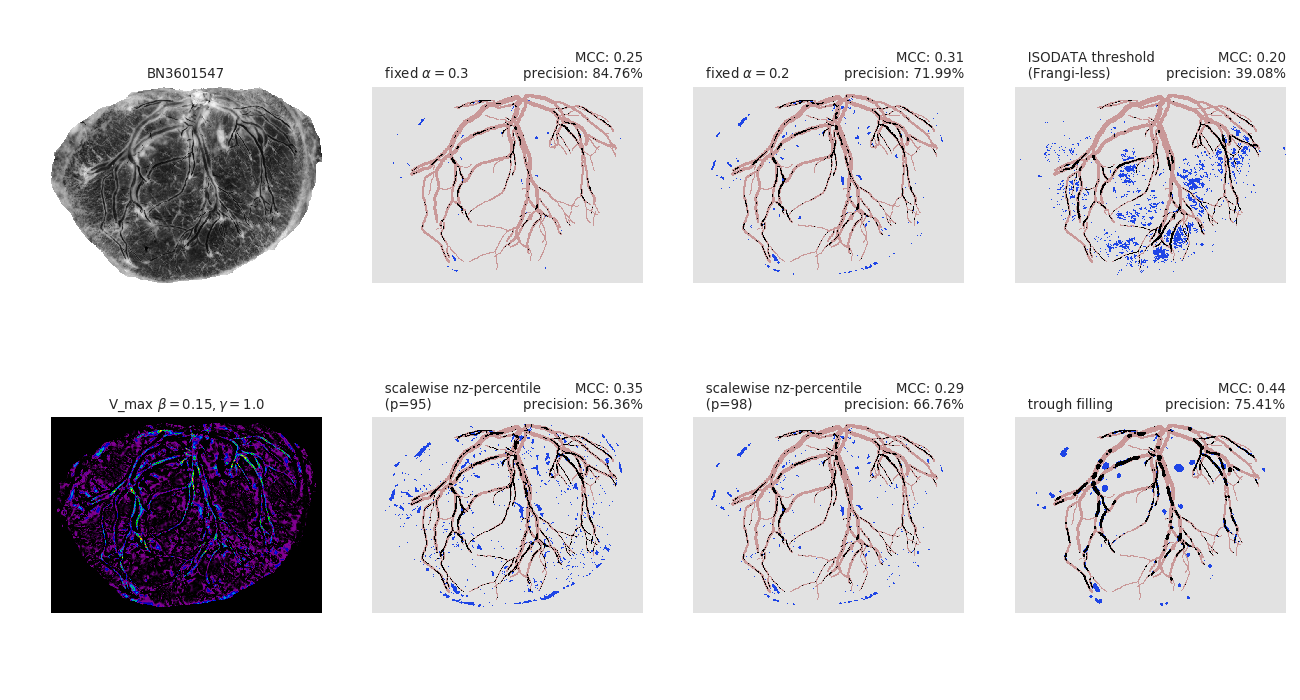 BN3601547
MCC: 0.25
fixed α = 0.3 precision: 84.76%
MCC: 0.31
fixed α = 0.2 precision: 71.99%
ISODATA threshold MCC: 0.20
(Frangi-less) precision: 39.08%
V_max β = 0.15, γ = 1.0
scalewise nz-percentile MCC: 0.35
(p=95) precision: 56.36%
scalewise nz-percentile MCC: 0.29
(p=98) precision: 66.76%
MCC: 0.44
trough filling precision: 75.41%